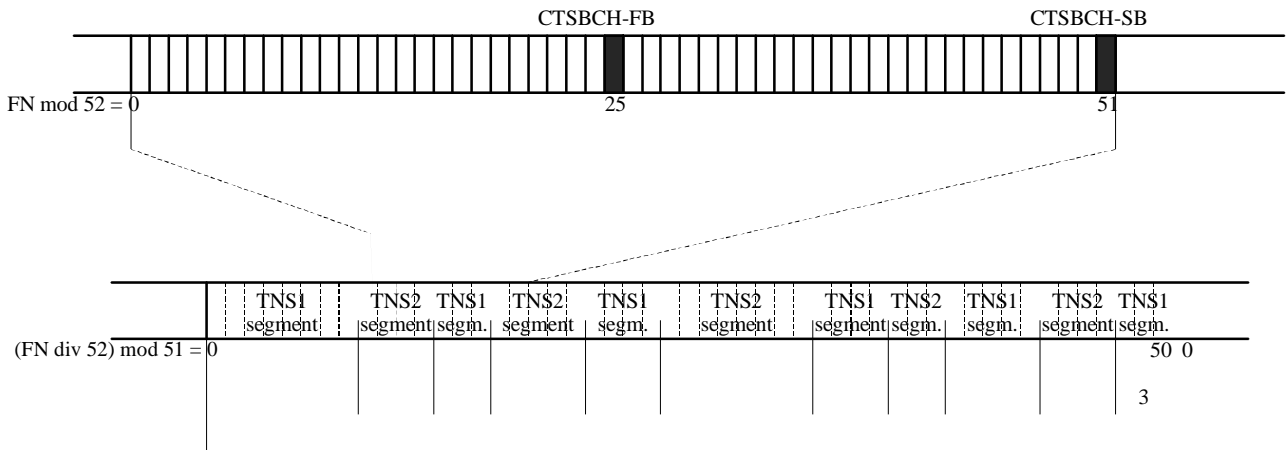 CTSBCH-FB CTSBCH-SB
FN mod 52 = 0 25 51
TNS1 TNS2 TNS1 TNS2 TNS1 TNS2 TNS1 TNS2 TNS1 TNS2 TNS1
segment segment segm. segment segm. segment segment segm. segm. segment segm.
(FN div 52) mod 51 = 0 50 0
3